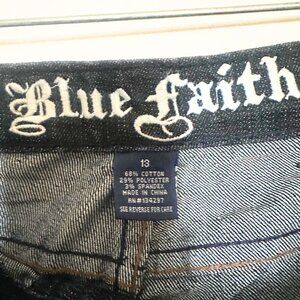 Blue Faith
13
68% COTTON
29% POLYESTER
3% SPANDEX
MADE IN CHINA
RN#134297
SEE REVERSE FOR CARE